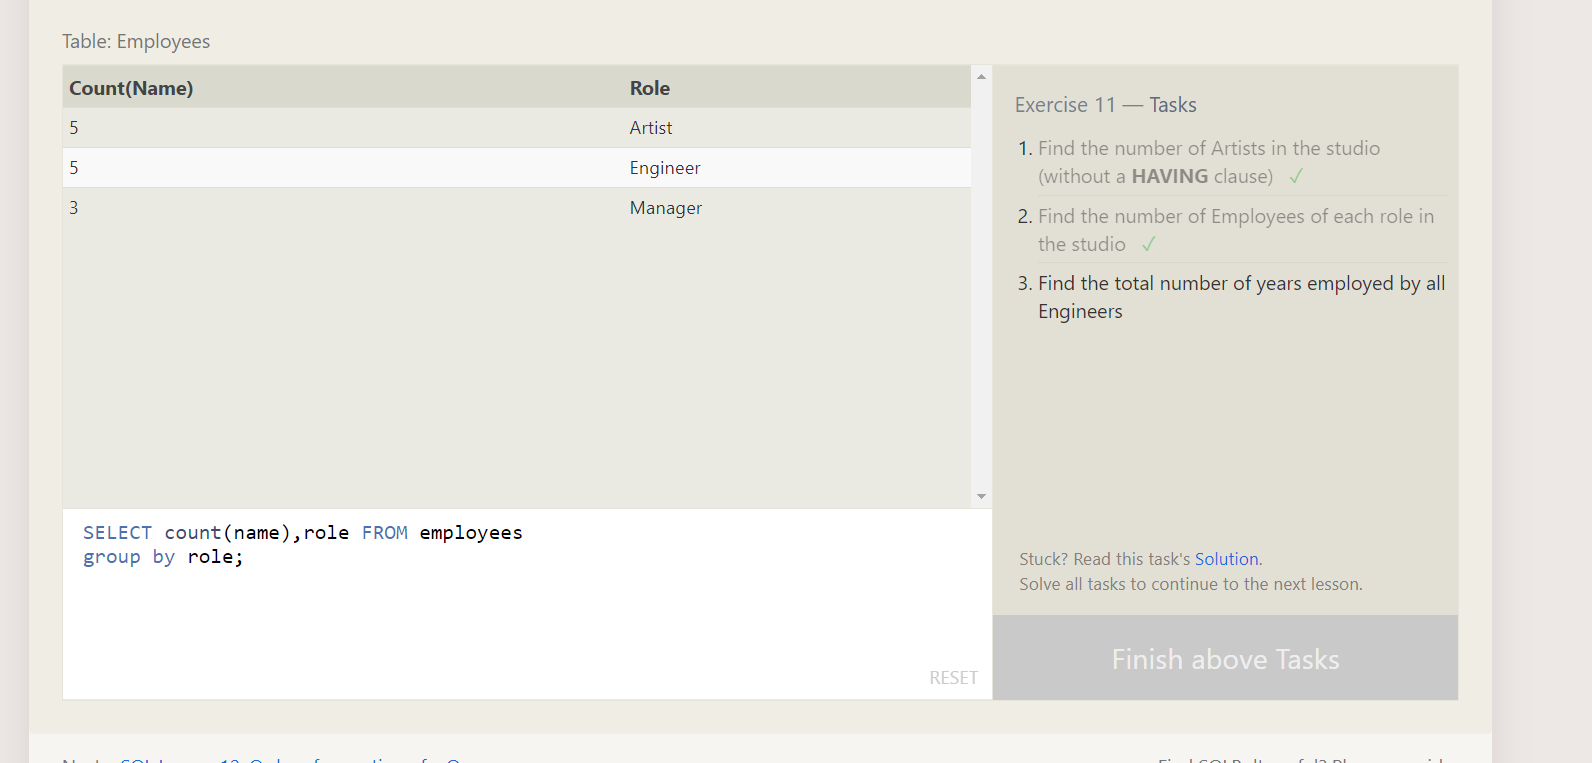 Table: Employees
Count(Name) Role
5 Artist
5 Engineer
3 Manager
SELECT count(name),role FROM employees
group by role;
RESET
Exercise 11 — Tasks
1. Find the number of Artists in the studio
(without a HAVING clause) ✓
2. Find the number of Employees of each role in
the studio ✓
3. Find the total number of years employed by all
Engineers
Stuck? Read this task's Solution.
Solve all tasks to continue to the next lesson.
Finish above Tasks